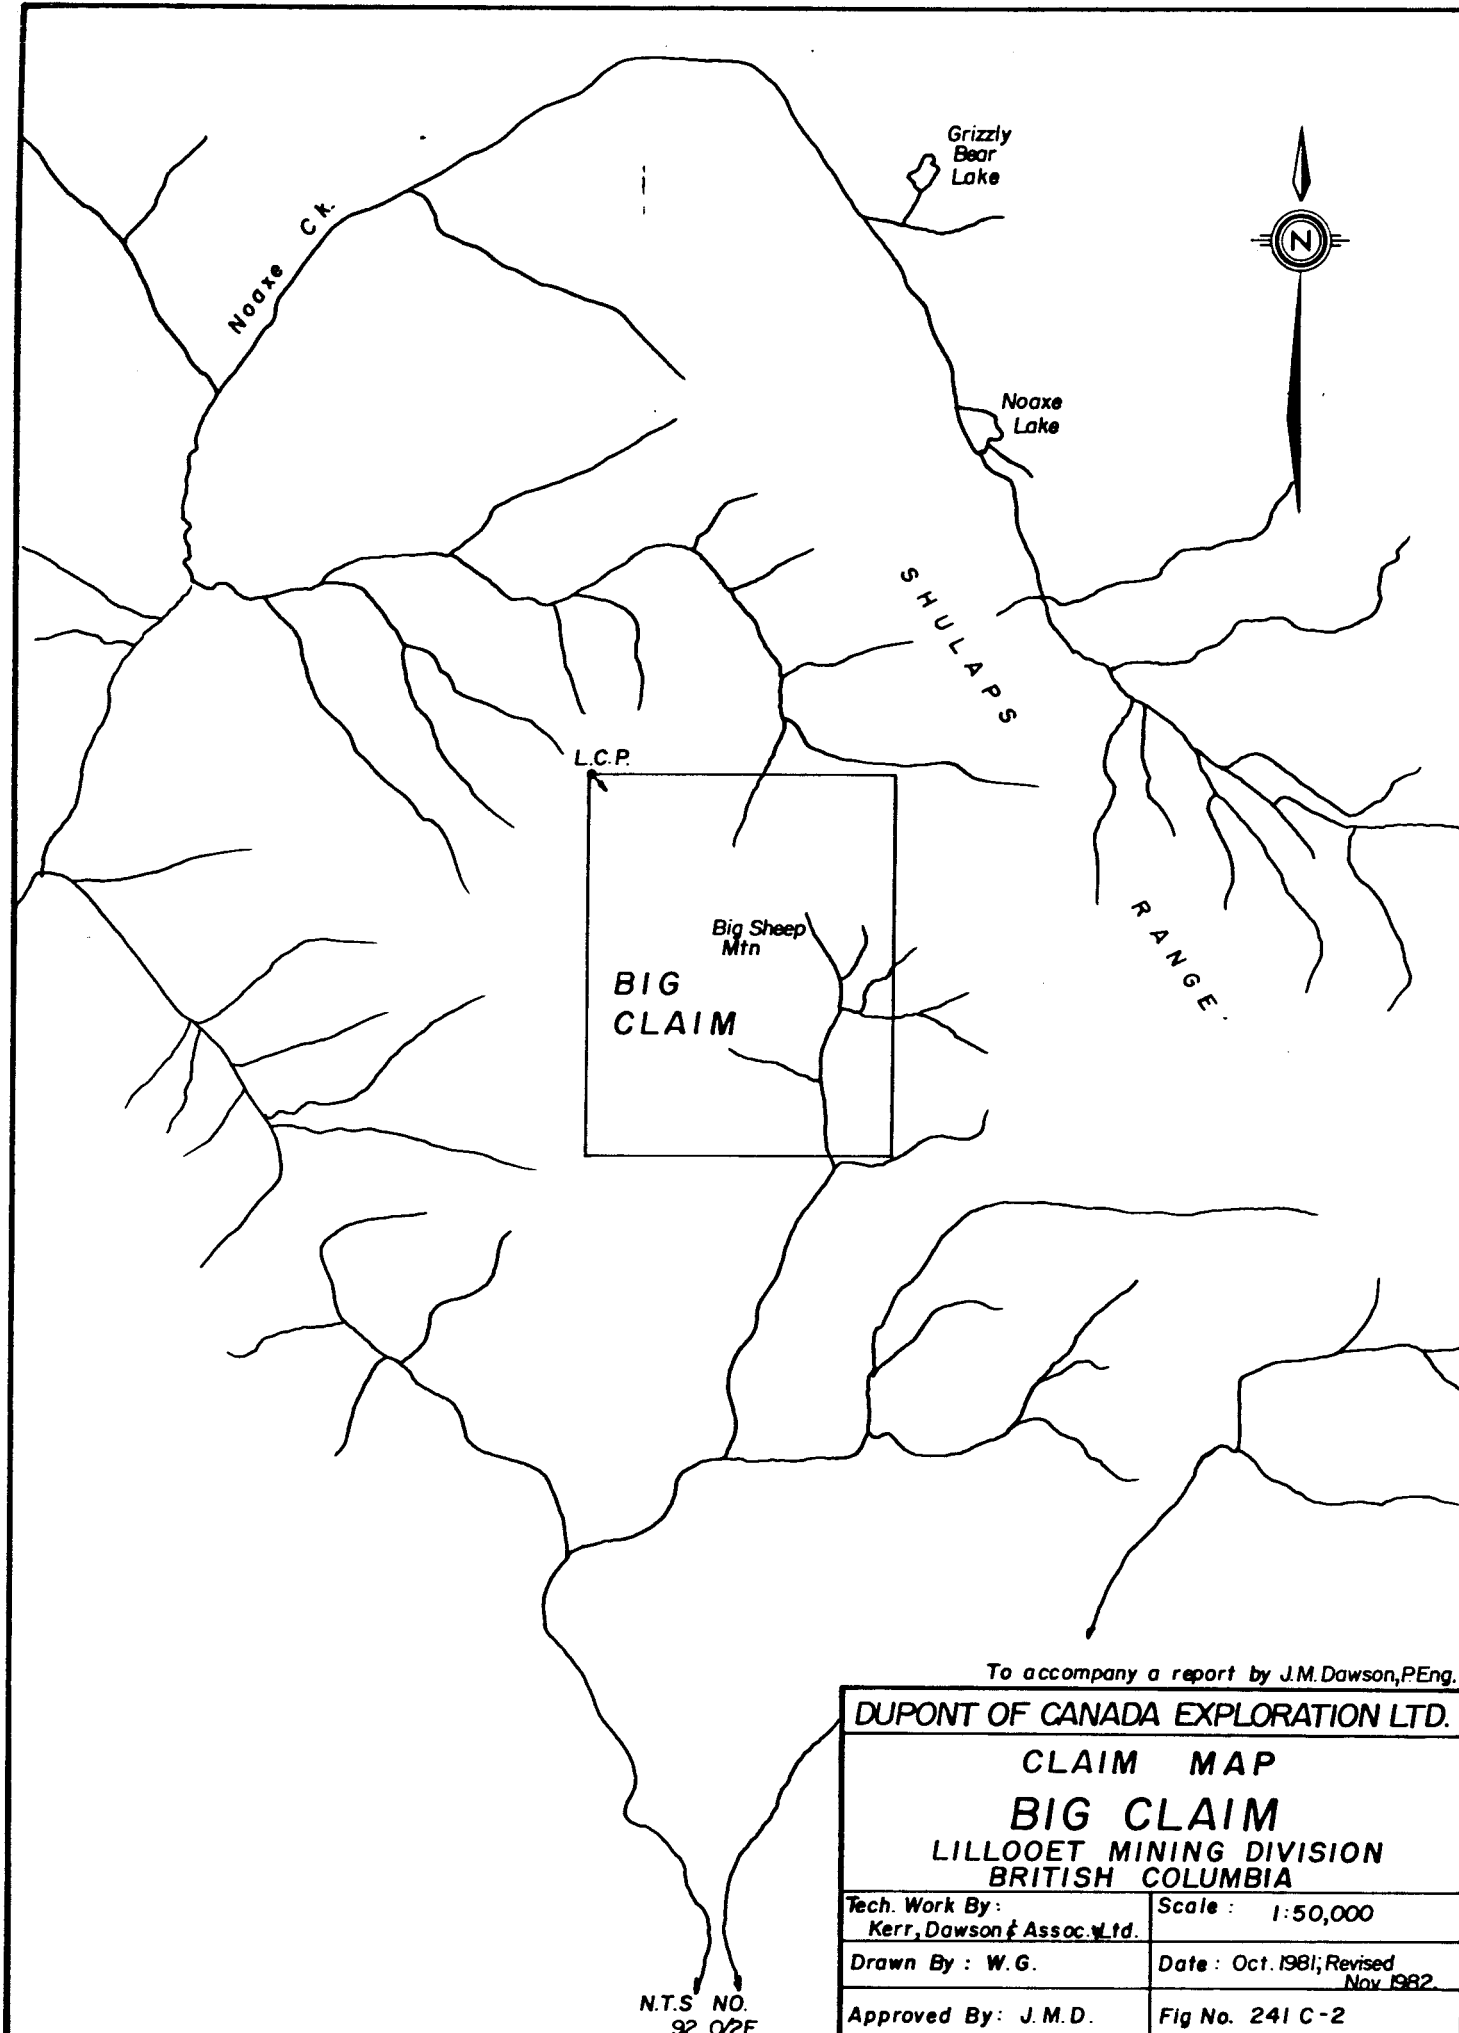 Grizzly
Bear
Lake
Noaxe Ck.
N
Noaxe
Lake
SHULAPS
RANGE
L.C.P.
Big Sheep
Mtn
BIG
CLAIM
To accompany a report by J.M. Dawson, P.Eng.
DUPONT OF CANADA EXPLORATION LTD.
CLAIM MAP
BIG CLAIM
LILLOOET MINING DIVISION
BRITISH COLUMBIA
Tech. Work By:
Kerr, Dawson & Assoc. Ltd.
Scale: 1:50,000
Drawn By: W.G.
Date: Oct. 1981; Revised
Nov 1982.
Approved By: J.M.D.
Fig No. 241 C-2
N.T.S NO.
92 O/2E